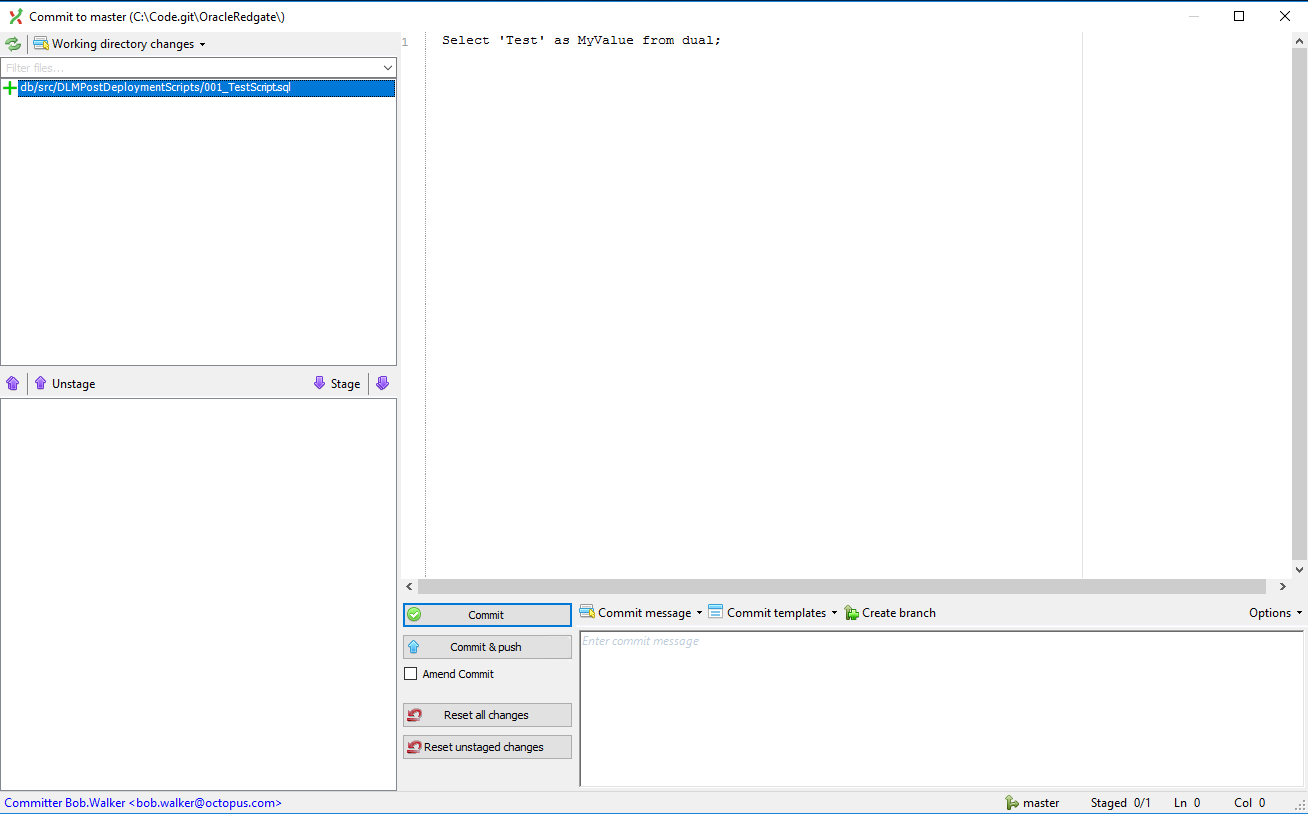 Commit to master (C:\Code.git\OracleRedgate\)
Working directory changes
Filter files...
db/src/DLMPostDeploymentScripts/001_TestScript.sql
1 Select 'Test' as MyValue from dual;
Unstage Stage
Commit
Commit & push
Amend Commit
Reset all changes
Reset unstaged changes
Commit message Commit templates Create branch Options
Enter commit message
Committer Bob.Walker <bob.walker@octopus.com> master Staged 0/1 Ln 0 Col 0